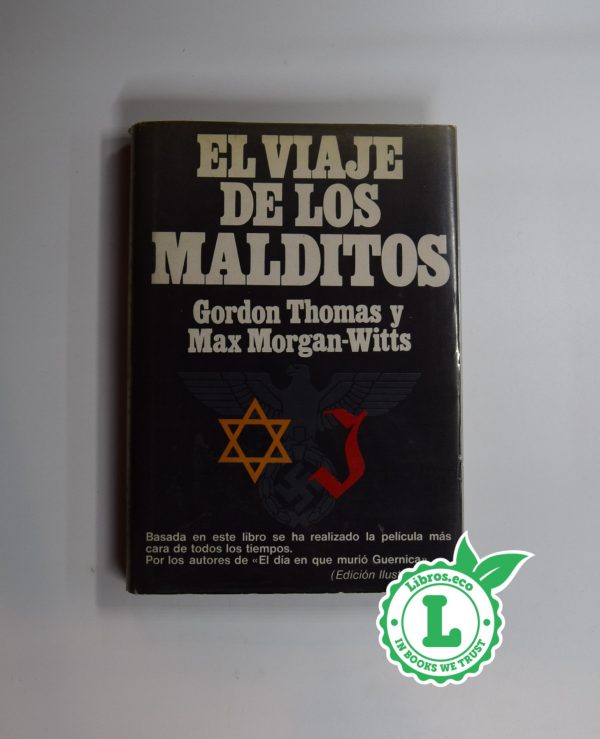 EL VIAJE
DE LOS
MALDITOS
Gordon Thomas y
Max Morgan-Witts
J
Basada en este libro se ha realizado la película más
cara de todos los tiempos.
Por los autores de «El día en que murió Guernica»
(Edición
Libros.eco
L
IN BOOKS WE TRUST